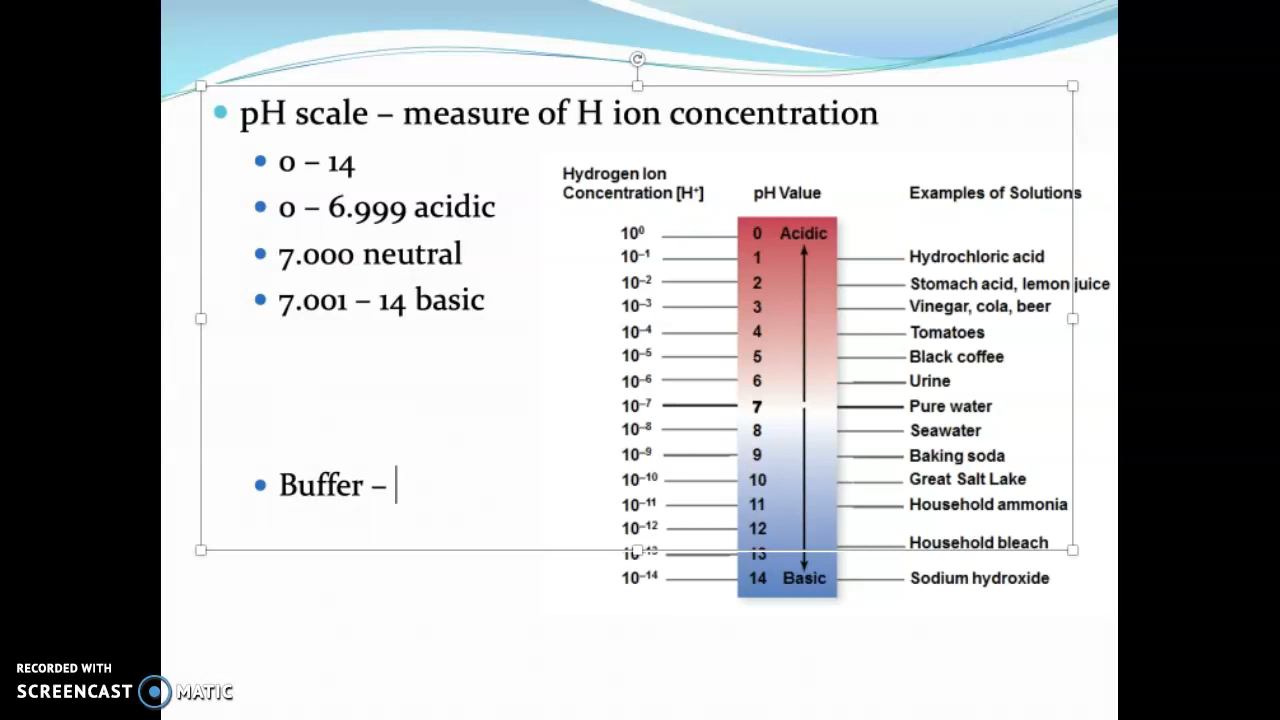 pH scale – measure of H ion concentration
0 – 14
0 – 6.999 acidic
7.000 neutral
7.001 – 14 basic
Buffer –
Hydrogen Ion
Concentration [H⁺] pH Value Examples of Solutions
10⁰ 0 Acidic
10⁻¹ 1 Hydrochloric acid
10⁻² 2 Stomach acid, lemon juice
10⁻³ 3 Vinegar, cola, beer
10⁻⁴ 4 Tomatoes
10⁻⁵ 5 Black coffee
10⁻⁶ 6 Urine
10⁻⁷ 7 Pure water
10⁻⁸ 8 Seawater
10⁻⁹ 9 Baking soda
10⁻¹⁰ 10 Great Salt Lake
10⁻¹¹ 11 Household ammonia
10⁻¹² 12
Household bleach
10⁻¹³ 13
10⁻¹⁴ 14 Basic Sodium hydroxide
RECORDED WITH
SCREENCAST MATIC